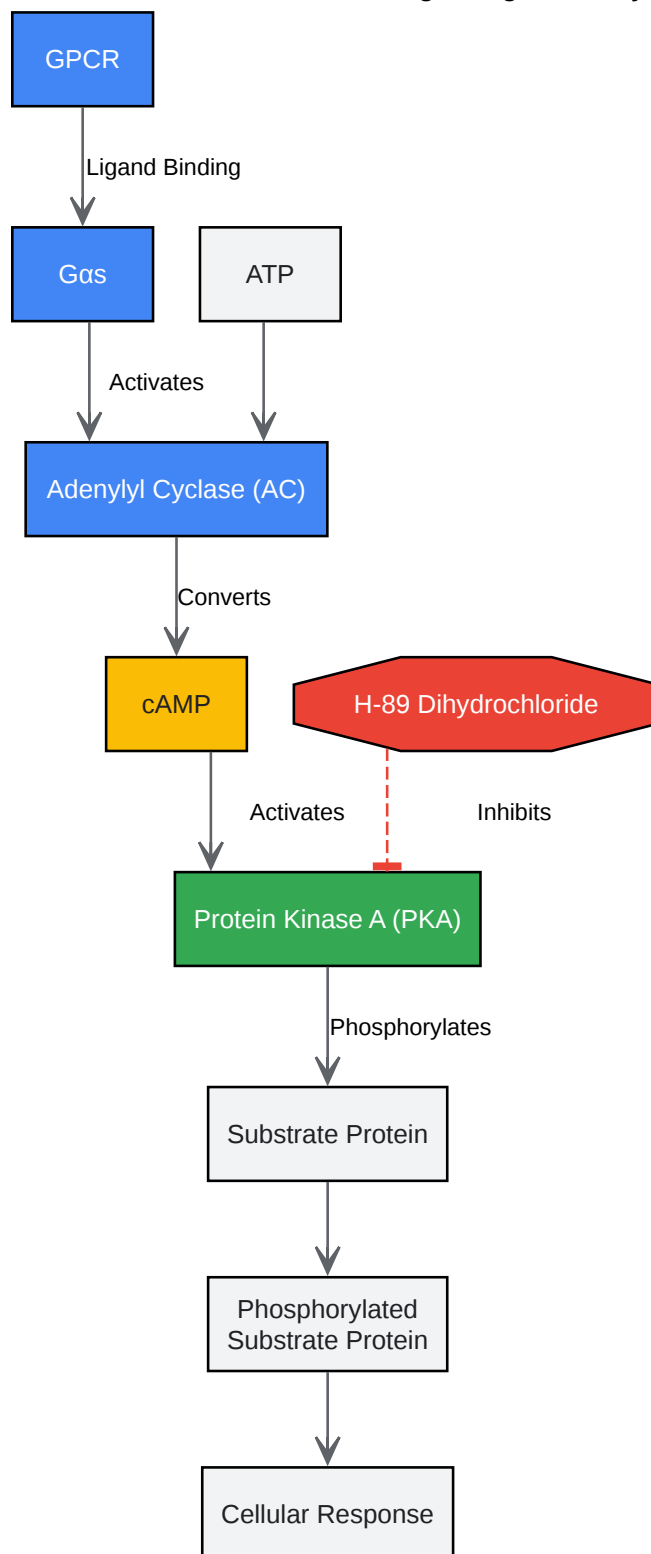 GPCR
Ligand Binding
Gαs
ATP
Activates
Adenylyl Cyclase (AC)
Converts
cAMP
H-89 Dihydrochloride
Activates
Inhibits
Protein Kinase A (PKA)
Phosphorylates
Substrate Protein
Phosphorylated
Substrate Protein
Cellular Response